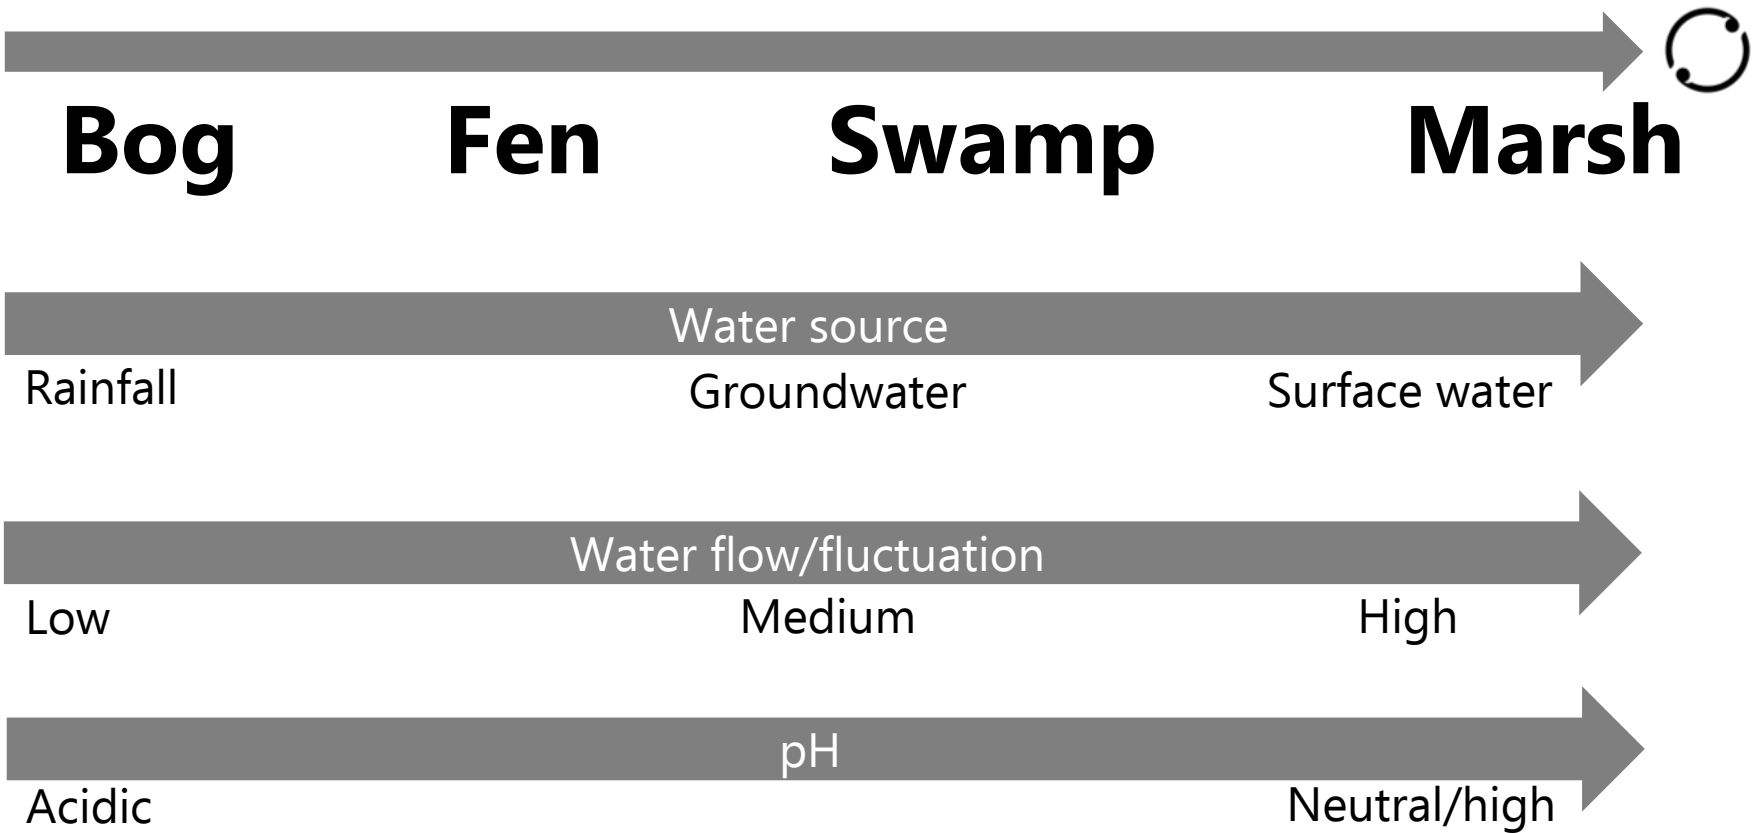 Bog Fen Swamp Marsh
Water source
Rainfall Groundwater Surface water
Water flow/fluctuation
Low Medium High
pH
Acidic Neutral/high